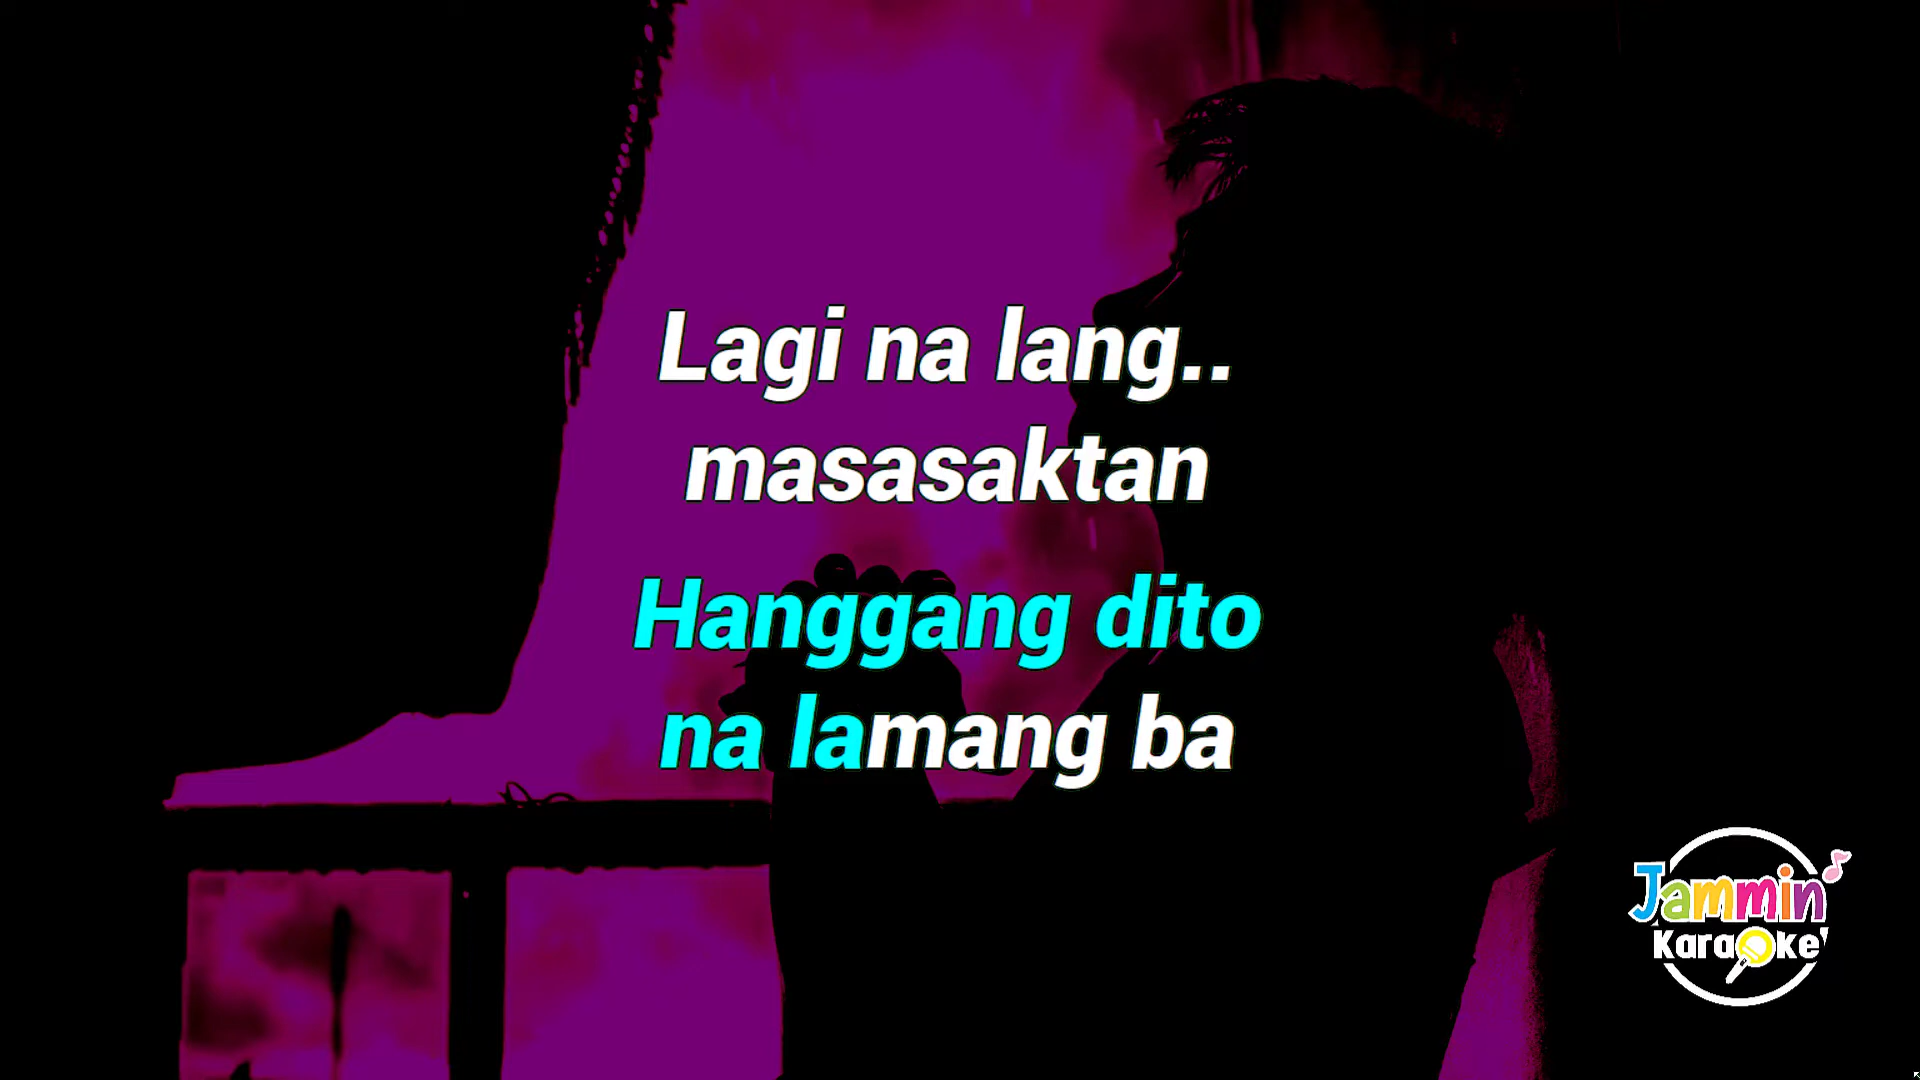 Lagi na lang..
masasaktan
Hanggang dito
na lamang ba
Jammin'
Karaoke'